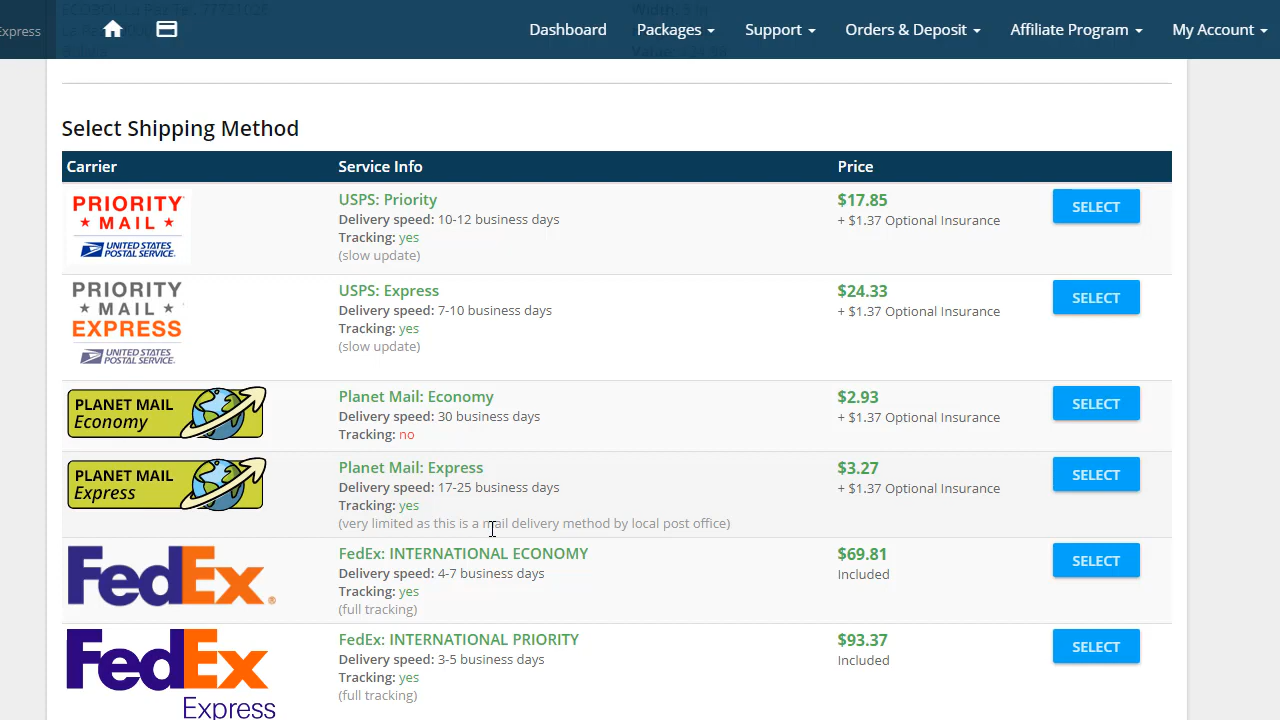 Express
Dashboard
Packages
Support
Orders & Deposit
Affiliate Program
My Account
Select Shipping Method
Carrier
Service Info
Price
PRIORITY
MAIL
UNITED STATES
POSTAL SERVICE
USPS: Priority
Delivery speed: 10-12 business days
Tracking: yes
(slow update)
$17.85
+ $1.37 Optional Insurance
SELECT
PRIORITY
MAIL
EXPRESS
UNITED STATES
POSTAL SERVICE
USPS: Express
Delivery speed: 7-10 business days
Tracking: yes
(slow update)
$24.33
+ $1.37 Optional Insurance
SELECT
PLANET MAIL
Economy
Planet Mail: Economy
Delivery speed: 30 business days
Tracking: no
$2.93
+ $1.37 Optional Insurance
SELECT
PLANET MAIL
Express
Planet Mail: Express
Delivery speed: 17-25 business days
Tracking: yes
(very limited as this is a mail delivery method by local post office)
$3.27
+ $1.37 Optional Insurance
SELECT
FedEx®
FedEx: INTERNATIONAL ECONOMY
Delivery speed: 4-7 business days
Tracking: yes
(full tracking)
$69.81
Included
SELECT
FedEx
Express
FedEx: INTERNATIONAL PRIORITY
Delivery speed: 3-5 business days
Tracking: yes
(full tracking)
$93.37
Included
SELECT